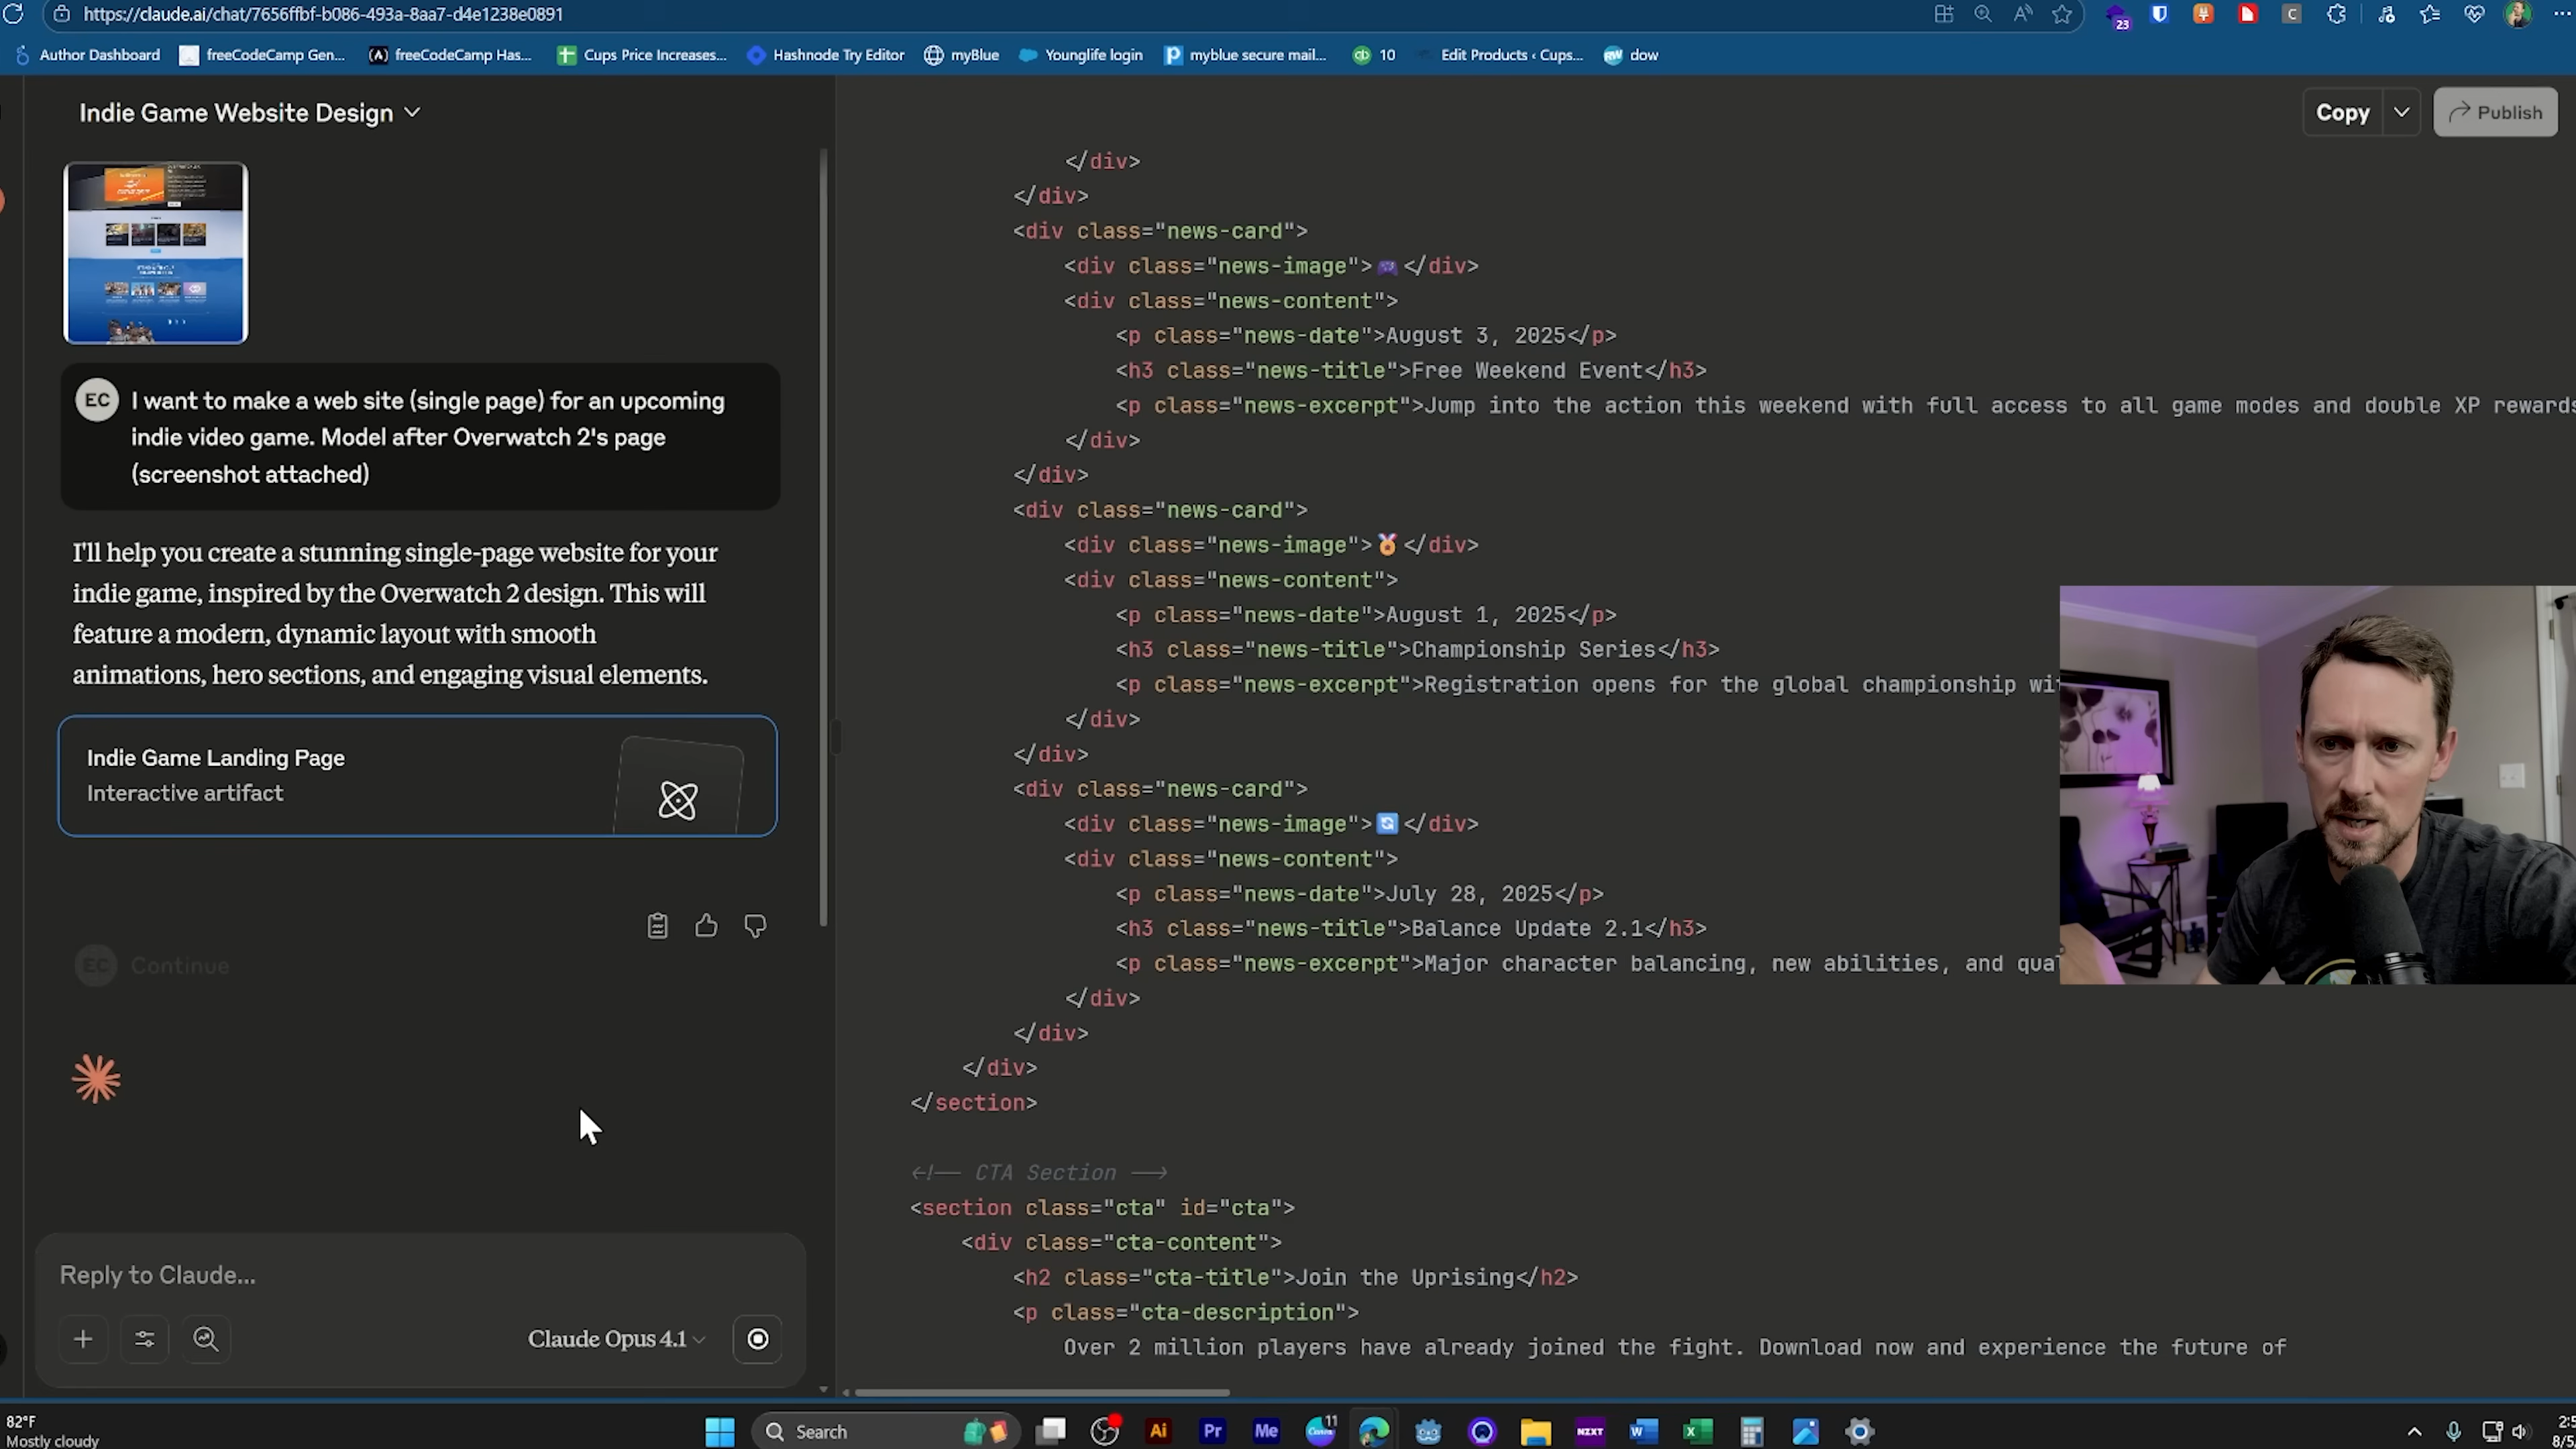 https://claude.ai/chat/7656ffbf-b086-493a-8aa7-d4e1238e0891
23
C
Author Dashboard
freeCodeCamp Gen...
freeCodeCamp Has...
Cups Price Increases...
Hashnode Try Editor
myBlue
Younglife login
myblue secure mail...
10
Edit Products ‹ Cups...
dow
Indie Game Website Design
EC
I want to make a web site (single page) for an upcoming
indie video game. Model after Overwatch 2's page
(screenshot attached)
I'll help you create a stunning single-page website for your
indie game, inspired by the Overwatch 2 design. This will
feature a modern, dynamic layout with smooth
animations, hero sections, and engaging visual elements.
Indie Game Landing Page
Interactive artifact
EC Continue
Reply to Claude...
Claude Opus 4.1
Copy
Publish
</div>
</div>
<div class="news-card">
<div class="news-image">🎮</div>
<div class="news-content">
<p class="news-date">August 3, 2025</p>
<h3 class="news-title">Free Weekend Event</h3>
<p class="news-excerpt">Jump into the action this weekend with full access to all game modes and double XP rewards
</div>
</div>
<div class="news-card">
<div class="news-image">🏅</div>
<div class="news-content">
<p class="news-date">August 1, 2025</p>
<h3 class="news-title">Championship Series</h3>
<p class="news-excerpt">Registration opens for the global championship wi
</div>
</div>
<div class="news-card">
<div class="news-image">🔄</div>
<div class="news-content">
<p class="news-date">July 28, 2025</p>
<h3 class="news-title">Balance Update 2.1</h3>
<p class="news-excerpt">Major character balancing, new abilities, and qua
</div>
</div>
</div>
</section>
<!-- CTA Section -->
<section class="cta" id="cta">
<div class="cta-content">
<h2 class="cta-title">Join the Uprising</h2>
<p class="cta-description">
Over 2 million players have already joined the fight. Download now and experience the future of
82°F
Mostly cloudy
Search
Ai
Pr
Me
Canva
11
NZXT
W
X
2:5
8/5